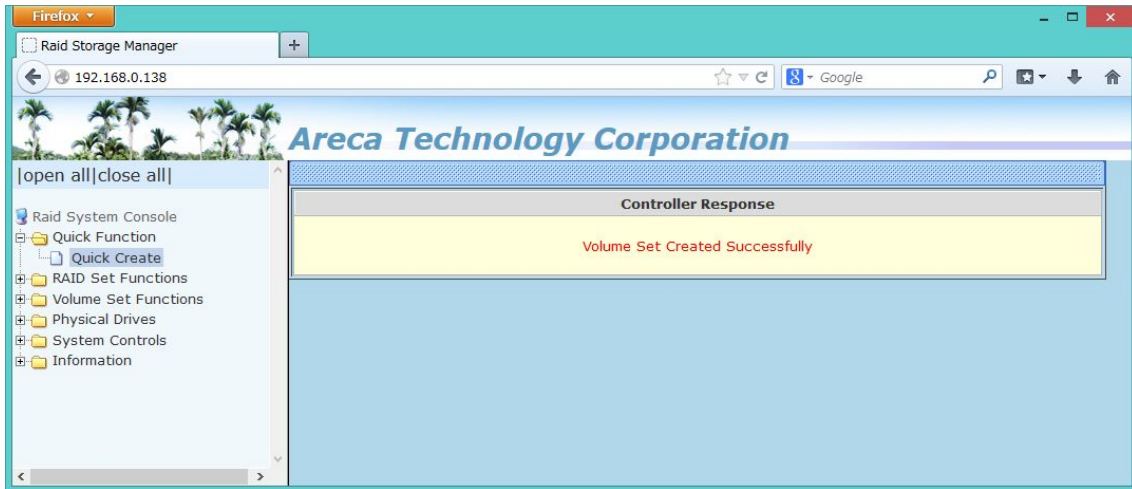 Firefox
Raid Storage Manager
192.168.0.138
Google
Areca Technology Corporation
|open all|close all|
Raid System Console
Quick Function
Quick Create
RAID Set Functions
Volume Set Functions
Physical Drives
System Controls
Information
Controller Response
Volume Set Created Successfully